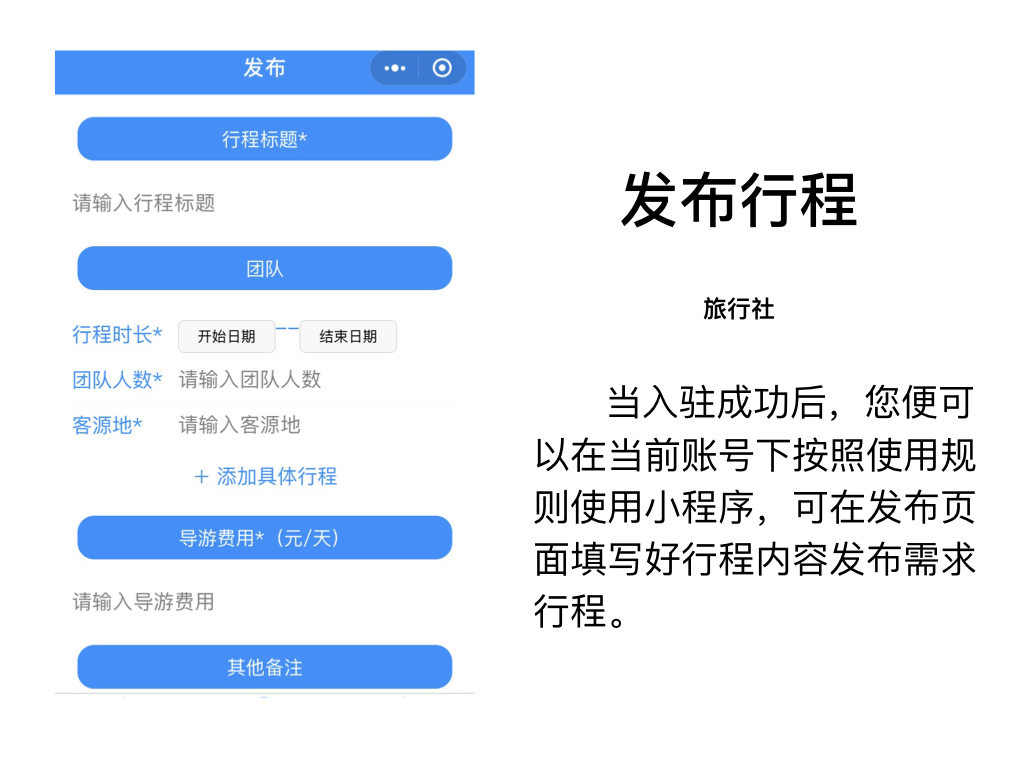 发布
行程标题*
请输入行程标题
团队
行程时长* 开始日期 -- 结束日期
团队人数* 请输入团队人数
客源地* 请输入客源地
+ 添加具体行程
导游费用*（元/天）
请输入导游费用
其他备注
发布行程
旅行社
当入驻成功后，您便可
以在当前账号下按照使用规
则使用小程序，可在发布页
面填写好行程内容发布需求
行程。